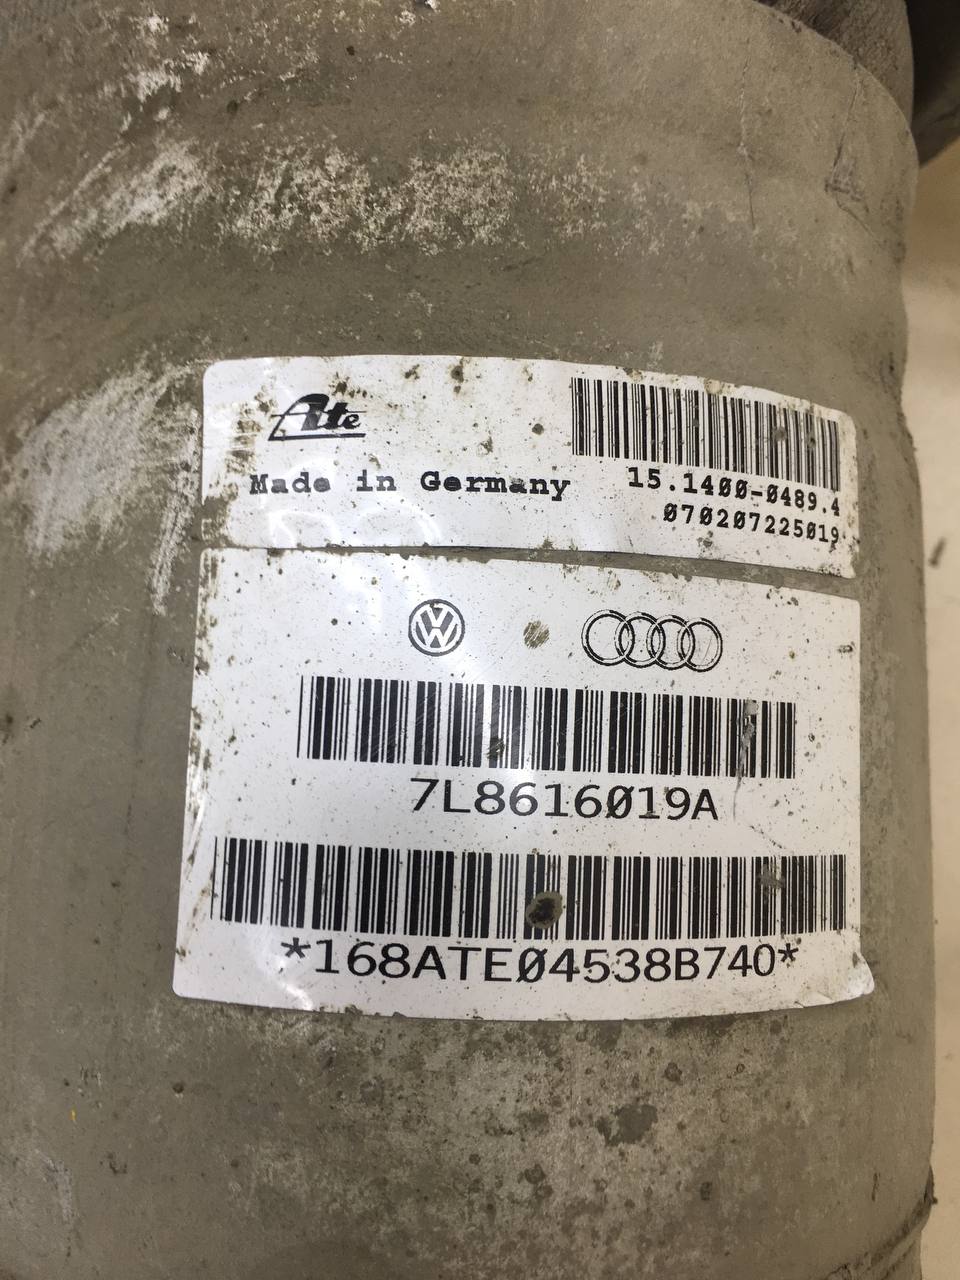 Ate
Made in Germany
15.1400-0489.4
070207225019
7L8616019A
*168ATE04538B740*